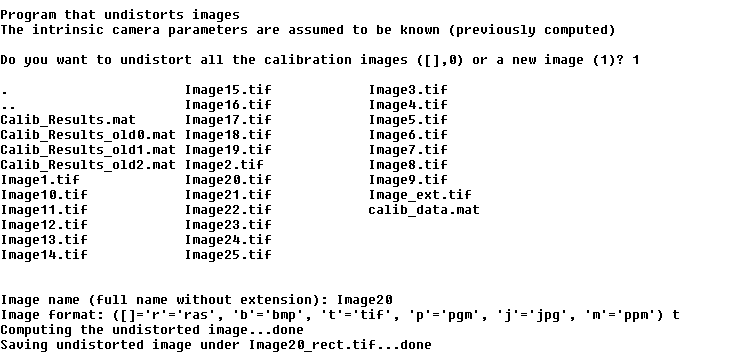 Program that undistorts images
The intrinsic camera parameters are assumed to be known (previously computed)
Do you want to undistort all the calibration images ([],0) or a new image (1)? 1
. Image15.tif Image3.tif
.. Image16.tif Image4.tif
Calib_Results.mat Image17.tif Image5.tif
Calib_Results_old0.mat Image18.tif Image6.tif
Calib_Results_old1.mat Image19.tif Image7.tif
Calib_Results_old2.mat Image2.tif Image8.tif
Image1.tif Image20.tif Image9.tif
Image10.tif Image21.tif Image_ext.tif
Image11.tif Image22.tif calib_data.mat
Image12.tif Image23.tif
Image13.tif Image24.tif
Image14.tif Image25.tif
Image name (full name without extension): Image20
Image format: ([]='r'='ras', 'b'='bmp', 't'='tif', 'p'='pgm', 'j'='jpg', 'm'='ppm') t
Computing the undistorted image...done
Saving undistorted image under Image20_rect.tif...done